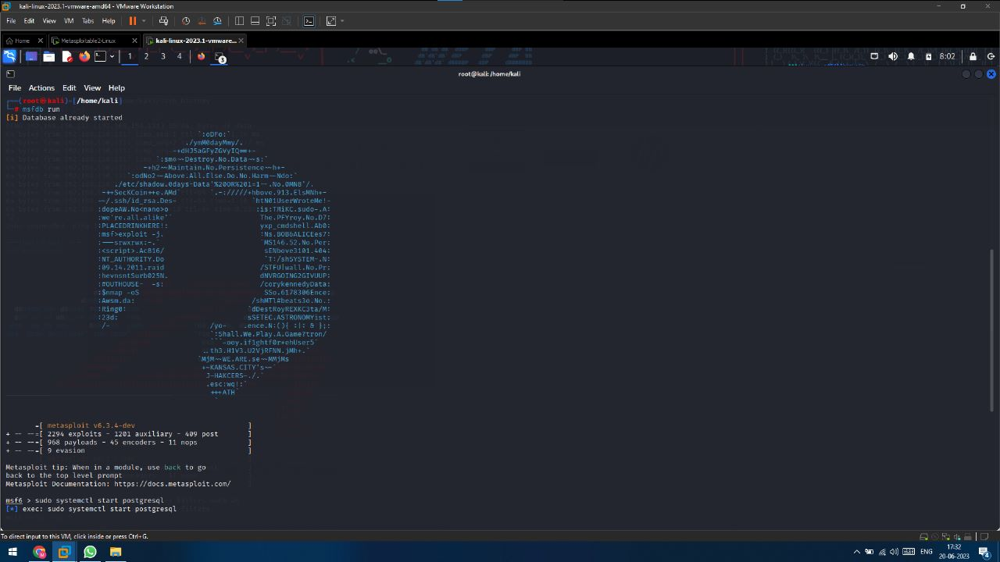 kali-linux-2023.1-vmware-amd64 - VMware Workstation
File Edit View VM Tabs Help
Home Metasploitable2-Linux kali-linux-2023.1-vmware...
1 2 3 4 3 8:02
root@kali: /home/kali
File Actions Edit View Help
┌──(root㉿kali)-[/home/kali]
└─# msfdb run
[i] Database already started
`:oDFo:`
./ymM0dayMmy/.
-+dHJ5aGFyZGVyIQ==+-
`:sm⏣~~Destroy.No.Data~~s:`
-+h2~~Maintain.No.Persistence~~h+-
`:odNo2~~Above.All.Else.Do.No.Harm~~Ndo:`
./etc/shadow.0days-Data'%20OR%201=1--.No.0MN8'/.
-++SecKCoin++e.AMd` `.-://///+hbove.913.ElsMNh+-
-~/.ssh/id_rsa.Des- `htN01UserWroteMe!-
:dopeAW.No<nano>o :is:TЯiKC.sudo-.A:
:we're.all.alike'` The.PFYroy.No.D7:
:PLACEDRINKHERE!: yxp_cmdshell.Ab0:
:msf>exploit -j. :Ns.BOB&ALICEes7:
:---srwxrwx:-.` `MS146.52.No.Per:
:<script>.Ac816/ sENbove3101.404:
:NT_AUTHORITY.Do `T:/shSYSTEM-.N:
:09.14.2011.raid /STFU|wall.No.Pr:
:hevnsntSurb025N. dNVRGOING2GIVUUP:
:#OUTHOUSE- -s: /corykennedyData:
:$nmap -oS SSo.6178306Ence:
:Awsm.da: /shMTl#beats3o.No.:
:Ring0: `dDestRoyREXKC3ta/M:
:23d: sSETEC.ASTRONOMYist:
/- /yo- .ence.N:(){ :|: & };:
`:Shall.We.Play.A.Game?tron/
```-ooy.if1ghtf0r+ehUser5`
..th3.H1V3.U2VjRFNN.jMh+.`
`MjM~~WE.ARE.se~~MMjMs
+~KANSAS.CITY's~-`
J~HAKCERS~./.`
.esc:wq!:`
+++ATH`
`
=[ metasploit v6.3.4-dev ]
+ -- --=[ 2294 exploits - 1201 auxiliary - 409 post ]
+ -- --=[ 968 payloads - 45 encoders - 11 nops ]
+ -- --=[ 9 evasion ]
Metasploit tip: When in a module, use back to go
back to the top level prompt
Metasploit Documentation: https://docs.metasploit.com/
msf6 > sudo systemctl start postgresql
[*] exec: sudo systemctl start postgresql
To direct input to this VM, click inside or press Ctrl+G.
ENG 17:32
20-06-2023 4